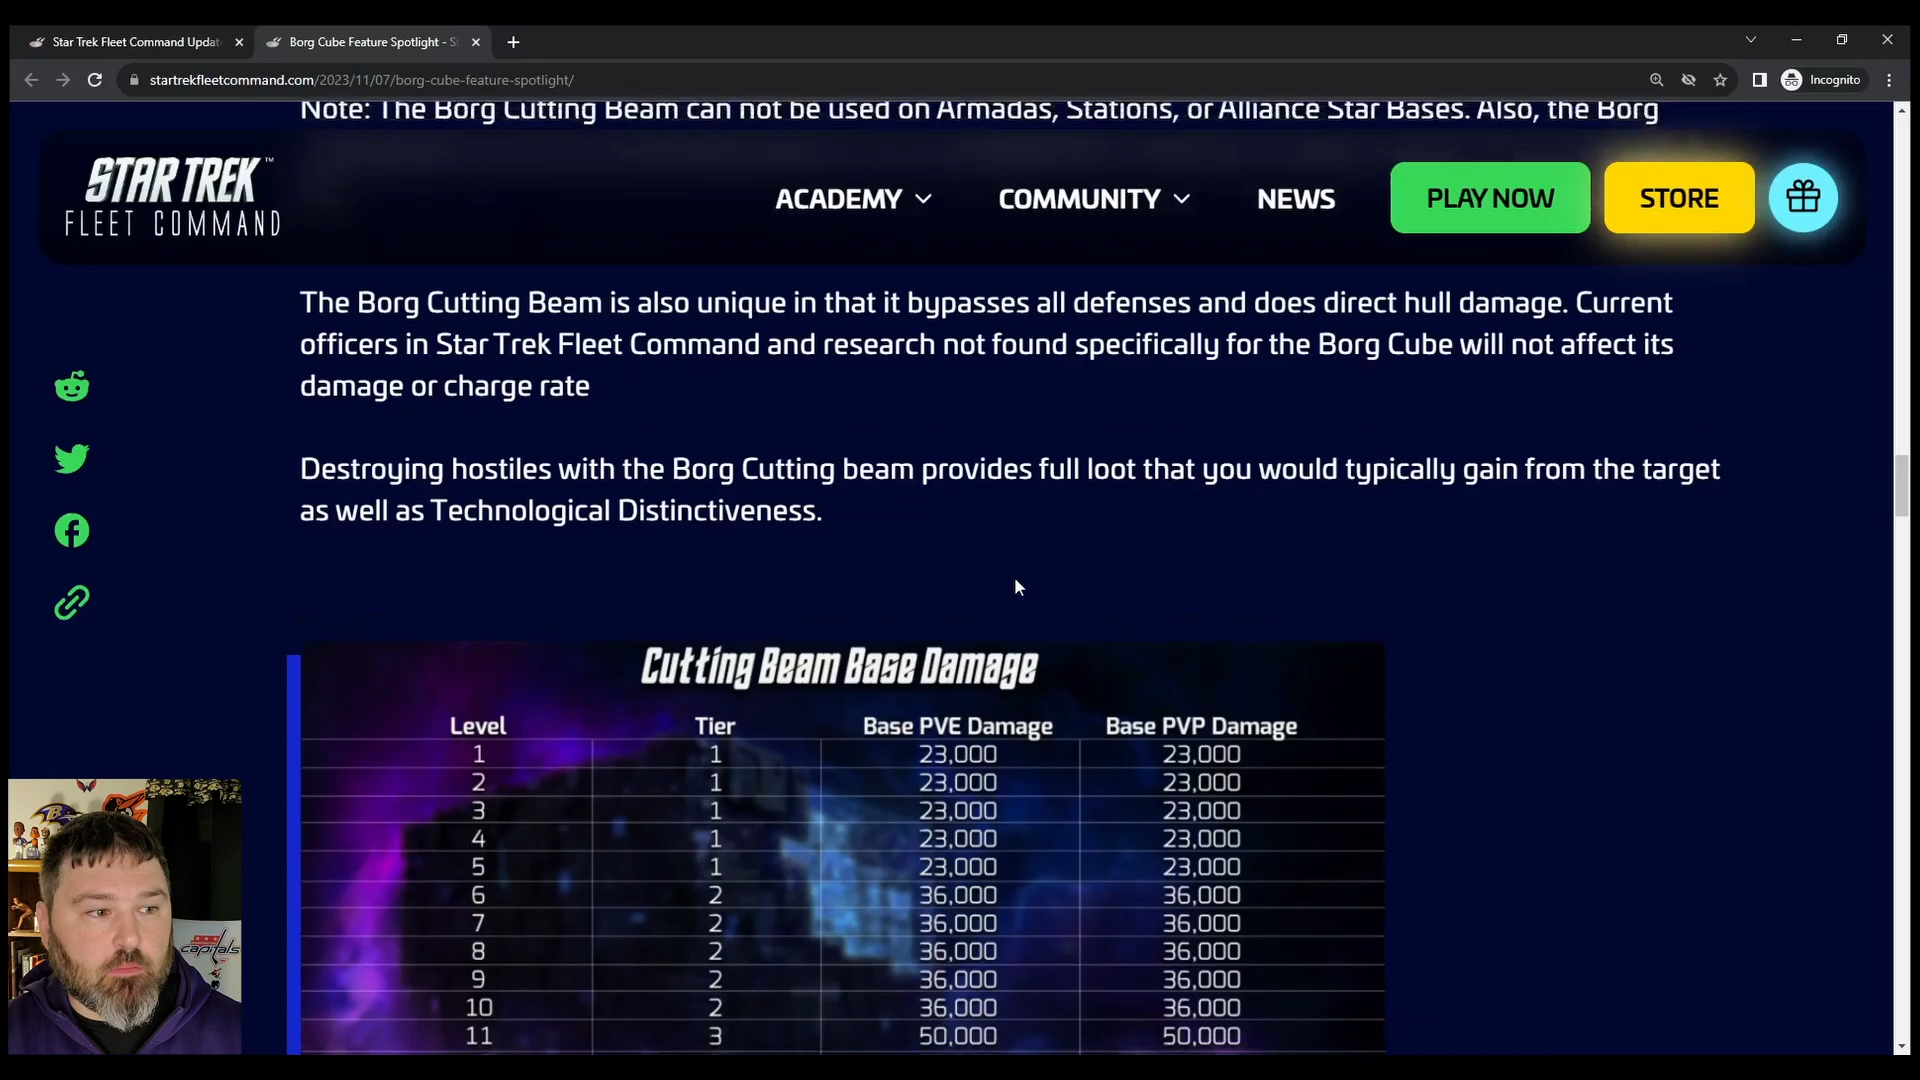 Star Trek Fleet Command Updat
Borg Cube Feature Spotlight - S
startrekfleetcommand.com/2023/11/07/borg-cube-feature-spotlight/
Incognito
Note: The Borg Cutting Beam can not be used on Armadas, Stations, or Alliance Star Bases. Also, the Borg
STAR TREK™
FLEET COMMAND
ACADEMY
COMMUNITY
NEWS
PLAY NOW
STORE
The Borg Cutting Beam is also unique in that it bypasses all defenses and does direct hull damage. Current
officers in Star Trek Fleet Command and research not found specifically for the Borg Cube will not affect its
damage or charge rate
Destroying hostiles with the Borg Cutting beam provides full loot that you would typically gain from the target
as well as Technological Distinctiveness.
Cutting Beam Base Damage
Level Tier Base PVE Damage Base PVP Damage
1 1 23,000 23,000
2 1 23,000 23,000
3 1 23,000 23,000
4 1 23,000 23,000
5 1 23,000 23,000
6 2 36,000 36,000
7 2 36,000 36,000
8 2 36,000 36,000
9 2 36,000 36,000
10 2 36,000 36,000
11 3 50,000 50,000
capitals